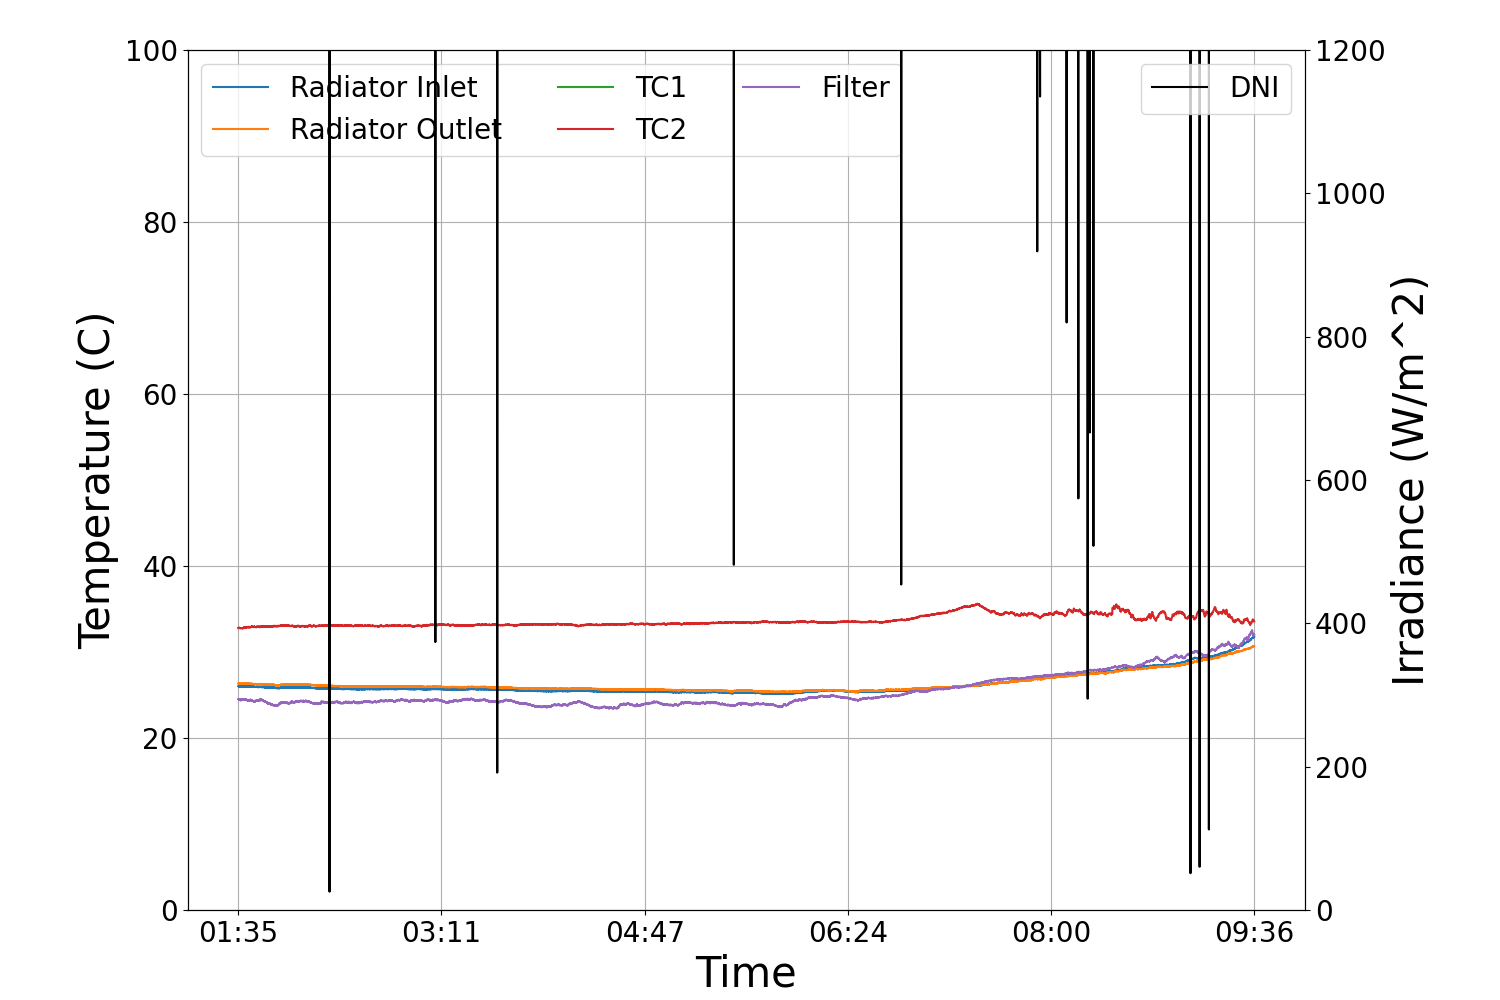 100
80
60
40
20
0
Temperature (C)
Radiator Inlet
Radiator Outlet
TC1
TC2
Filter
DNI
1200
1000
800
600
400
200
0
Irradiance (W/m^2)
01:35 03:11 04:47 06:24 08:00 09:36
Time